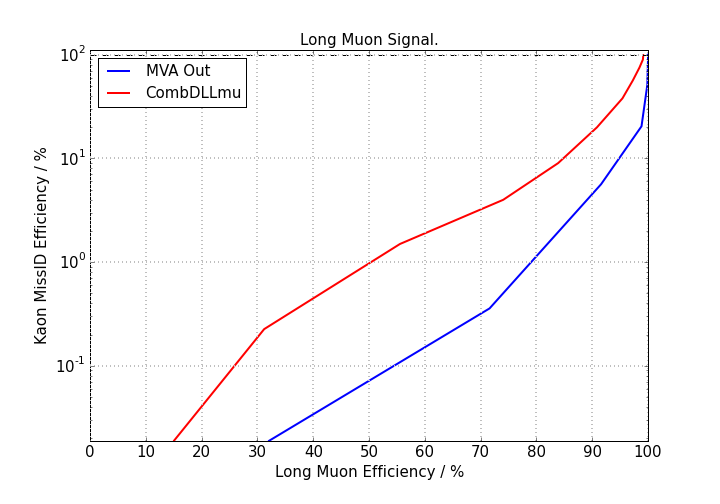 Long Muon Signal.
10²
10¹
10⁰
10⁻¹
MVA Out
CombDLLmu
Kaon MissID Efficiency / %
0 10 20 30 40 50 60 70 80 90 100
Long Muon Efficiency / %